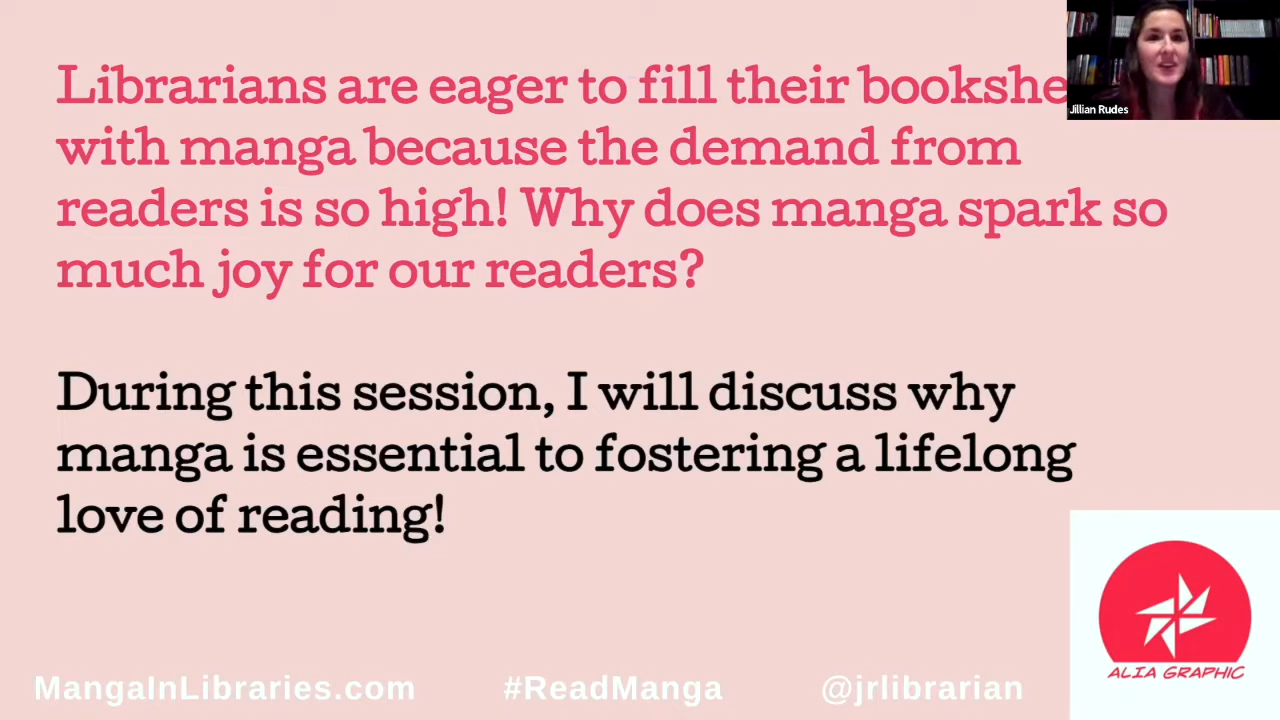 Librarians are eager to fill their bookshe
with manga because the demand from
readers is so high! Why does manga spark so
much joy for our readers?
During this session, I will discuss why
manga is essential to fostering a lifelong
love of reading!
Jillian Rudes
ALIA GRAPHIC
MangaInLibraries.com #ReadManga @jrlibrarian